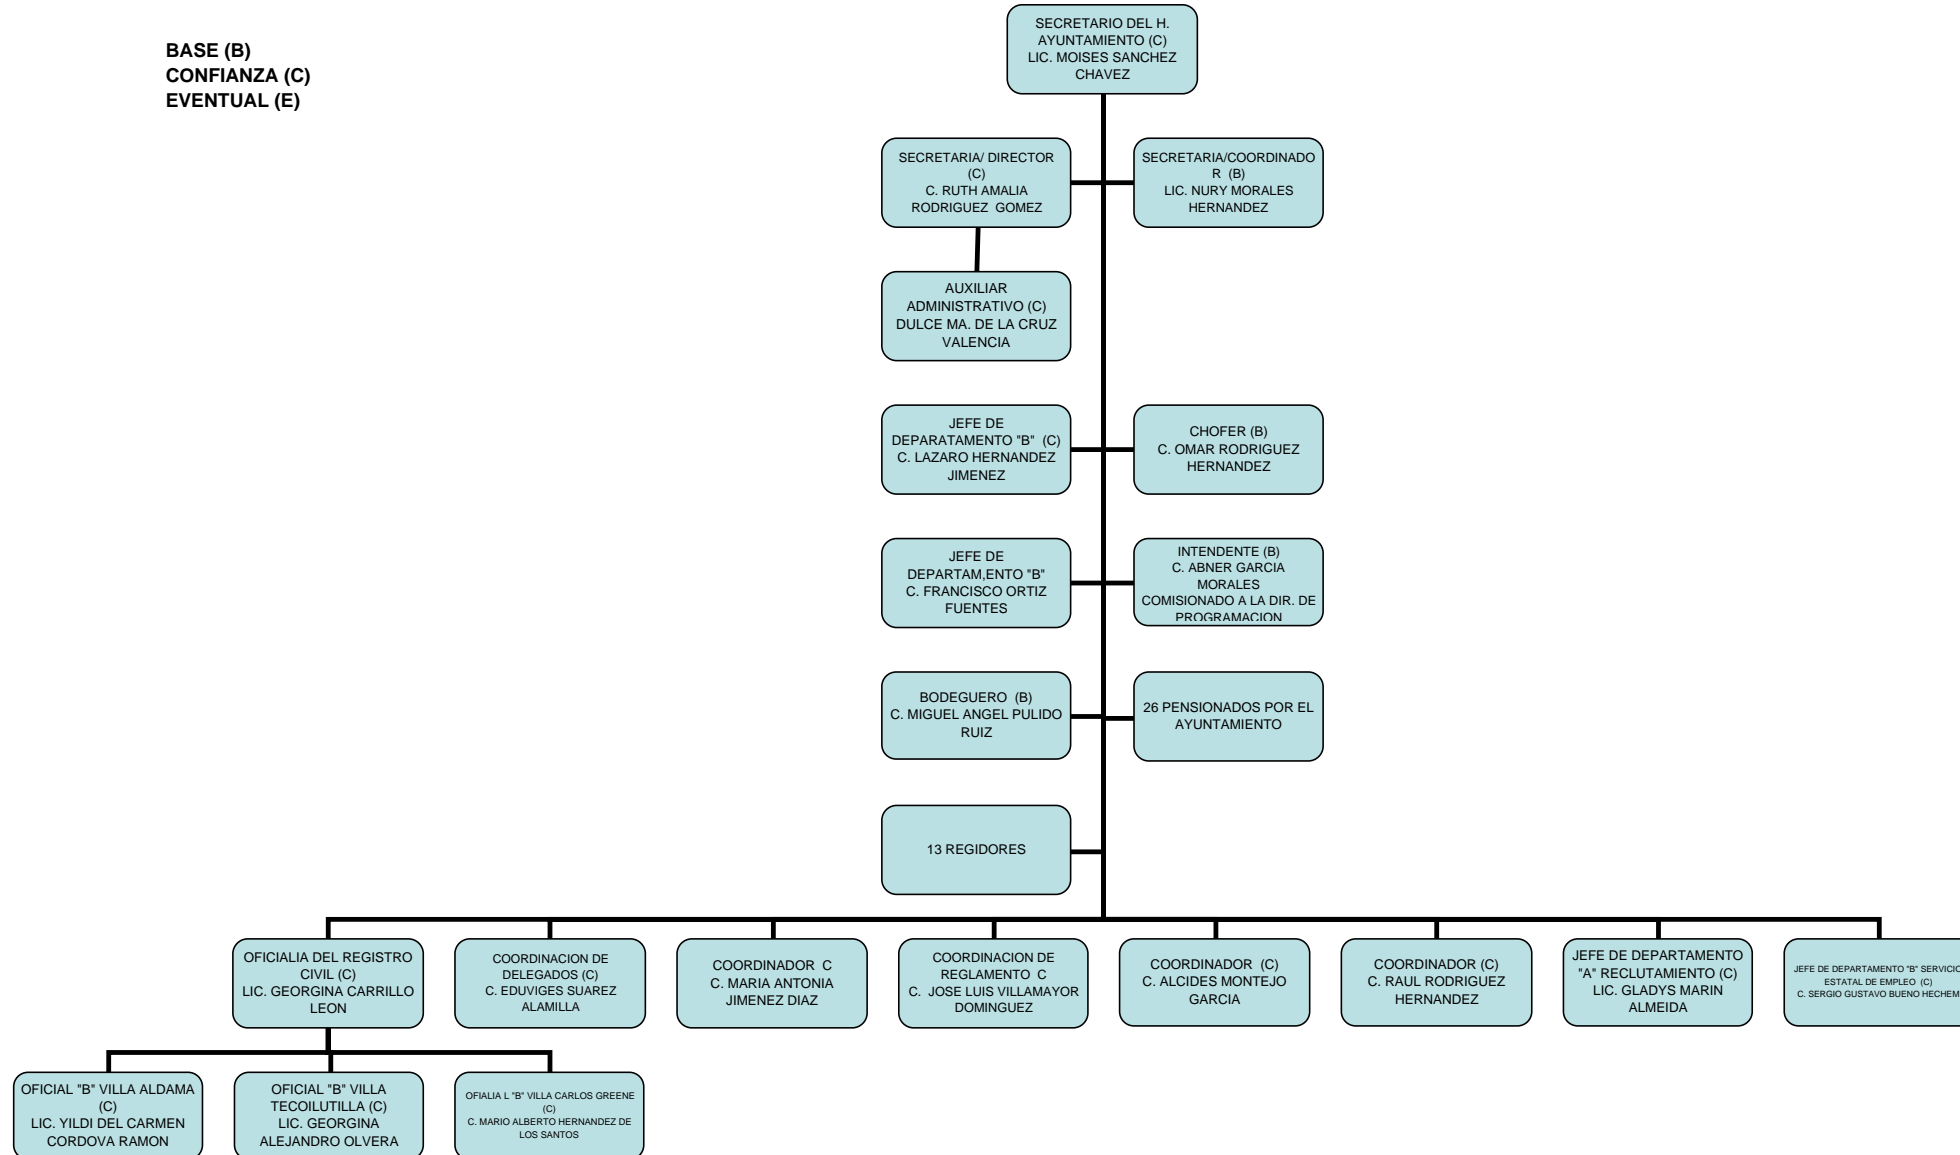 SECRETARIO DEL H.
AYUNTAMIENTO (C)
LIC. MOISES SANCHEZ
CHAVEZ
BASE (B)
CONFIANZA (C)
EVENTUAL (E)
SECRETARIA/ DIRECTOR
(C)
C. RUTH AMALIA
RODRIGUEZ GOMEZ
SECRETARIA/COORDINADO
R (B)
LIC. NURY MORALES
HERNANDEZ
AUXILIAR
ADMINISTRATIVO (C)
DULCE MA. DE LA CRUZ
VALENCIA
JEFE DE
DEPARATAMENTO "B" (C)
C. LAZARO HERNANDEZ
JIMENEZ
CHOFER (B)
C. OMAR RODRIGUEZ
HERNANDEZ
JEFE DE
DEPARTAM,ENTO "B"
C. FRANCISCO ORTIZ
FUENTES
INTENDENTE (B)
C. ABNER GARCIA
MORALES
COMISIONADO A LA DIR. DE
PROGRAMACION
BODEGUERO (B)
C. MIGUEL ANGEL PULIDO
RUIZ
26 PENSIONADOS POR EL
AYUNTAMIENTO
13 REGIDORES
OFICIALIA DEL REGISTRO
CIVIL (C)
LIC. GEORGINA CARRILLO
LEON
COORDINACION DE
DELEGADOS (C)
C. EDUVIGES SUAREZ
ALAMILLA
COORDINADOR C
C. MARIA ANTONIA
JIMENEZ DIAZ
COORDINACION DE
REGLAMENTO C
C. JOSE LUIS VILLAMAYOR
DOMINGUEZ
COORDINADOR (C)
C. ALCIDES MONTEJO
GARCIA
COORDINADOR (C)
C. RAUL RODRIGUEZ
HERNANDEZ
JEFE DE DEPARTAMENTO
"A" RECLUTAMIENTO (C)
LIC. GLADYS MARIN
ALMEIDA
JEFE DE DEPARTAMENTO "B" SERVICIO
ESTATAL DE EMPLEO (C)
C. SERGIO GUSTAVO BUENO HECHEM
OFICIAL "B" VILLA ALDAMA
(C)
LIC. YILDI DEL CARMEN
CORDOVA RAMON
OFICIAL "B" VILLA
TECOILUTILLA (C)
LIC. GEORGINA
ALEJANDRO OLVERA
OFIALIA L "B" VILLA CARLOS GREENE
(C)
C. MARIO ALBERTO HERNANDEZ DE
LOS SANTOS